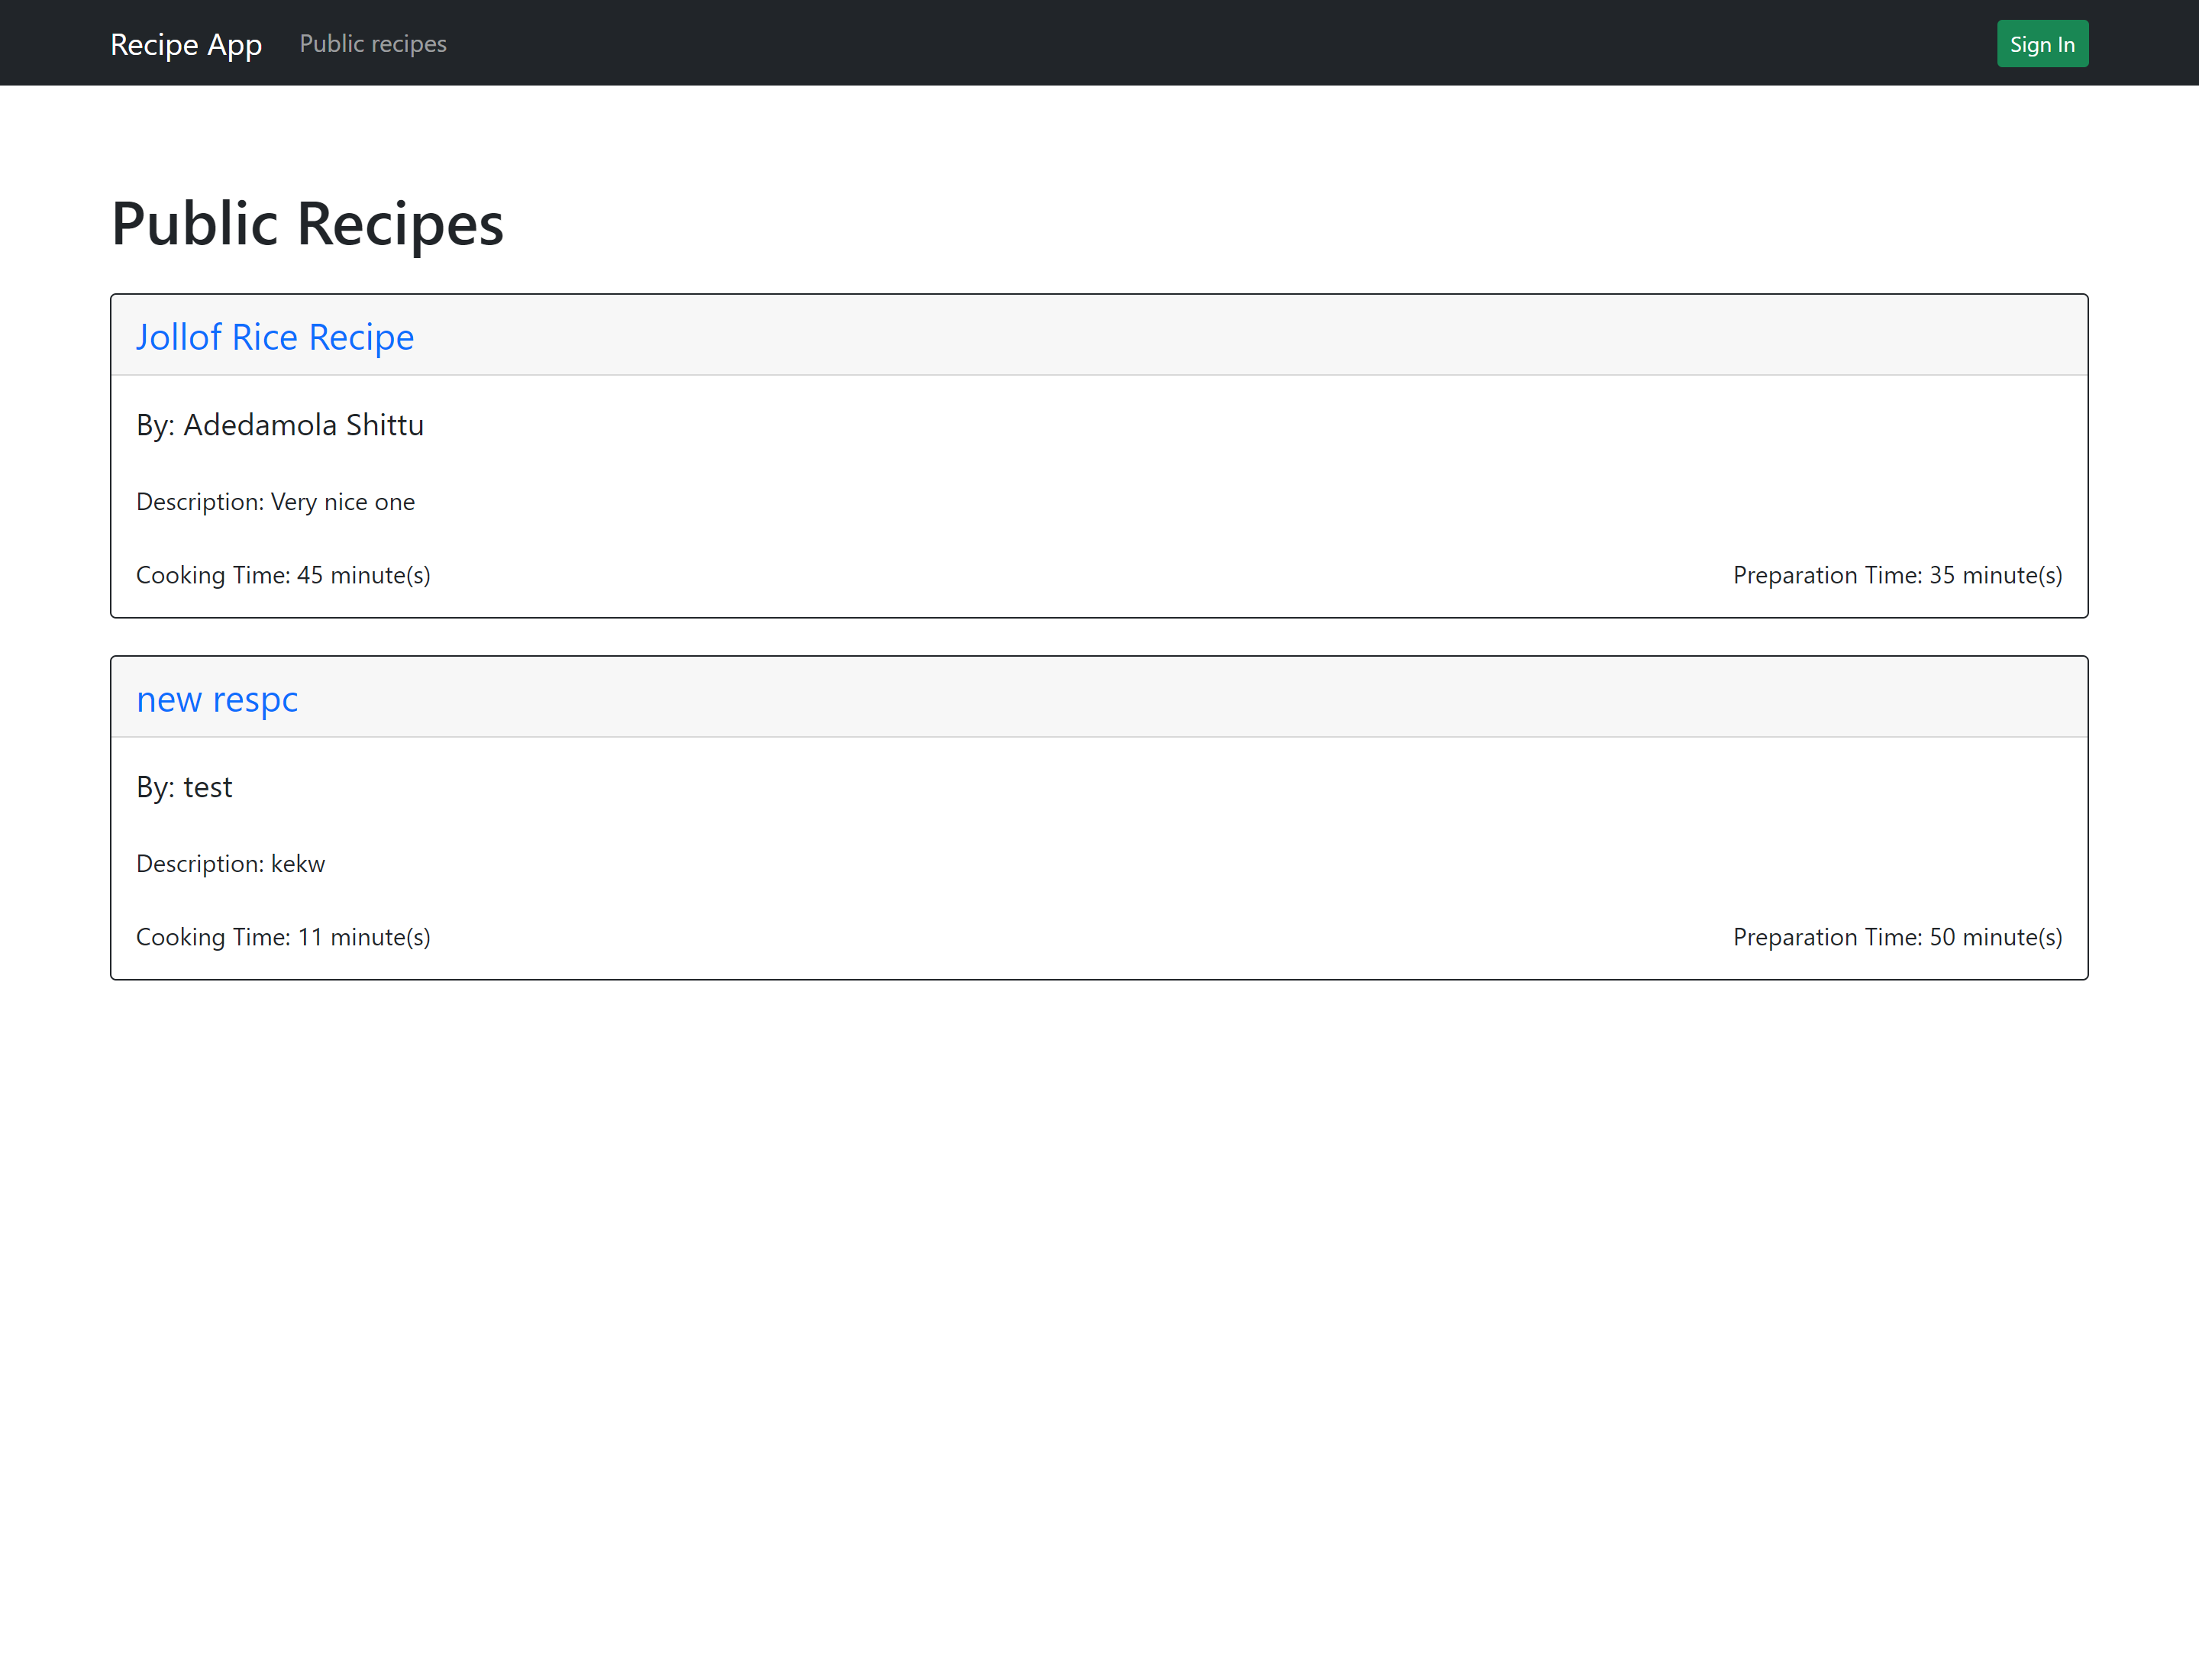 Recipe App Public recipes Sign In
Public Recipes
Jollof Rice Recipe
By: Adedamola Shittu
Description: Very nice one
Cooking Time: 45 minute(s) Preparation Time: 35 minute(s)
new respc
By: test
Description: kekw
Cooking Time: 11 minute(s) Preparation Time: 50 minute(s)